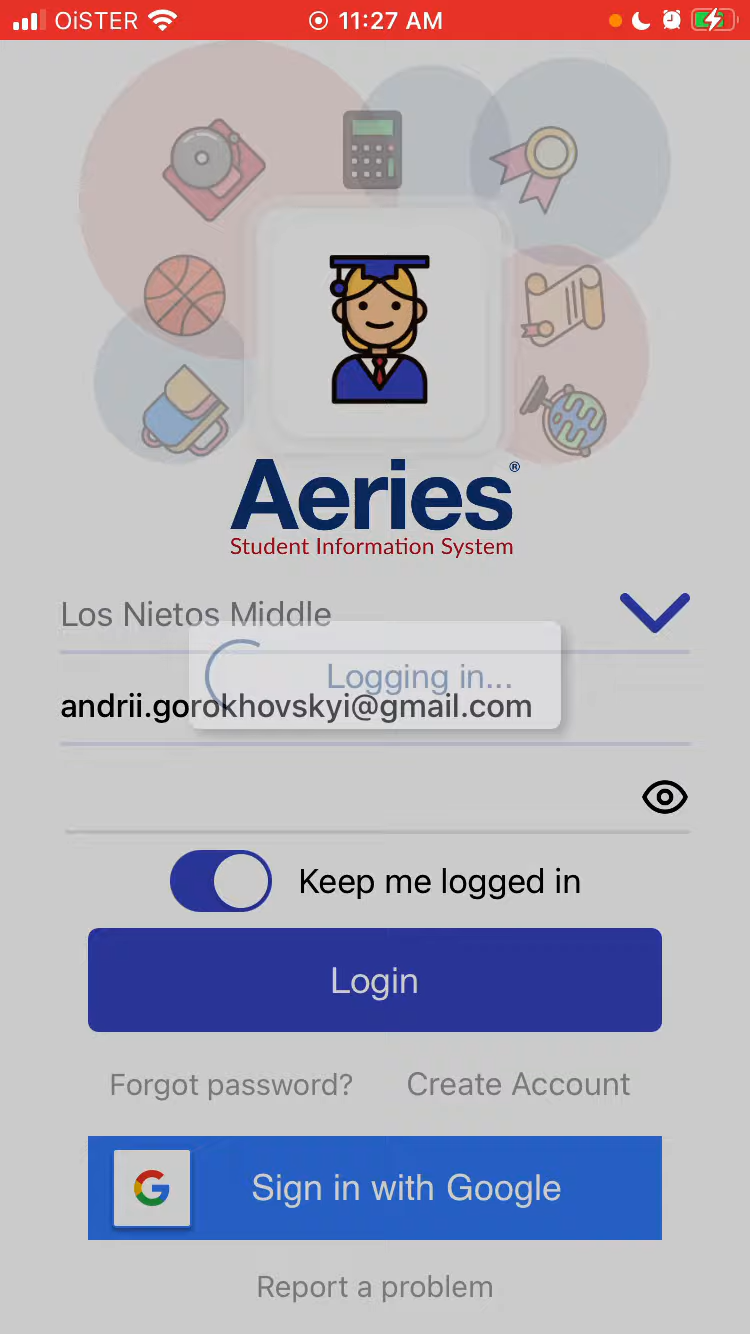 OiSTER 11:27 AM
Aeries®
Student Information System
Los Nietos Middle
Logging in...
andrii.gorokhovskyi@gmail.com
Keep me logged in
Login
Forgot password? Create Account
G Sign in with Google
Report a problem